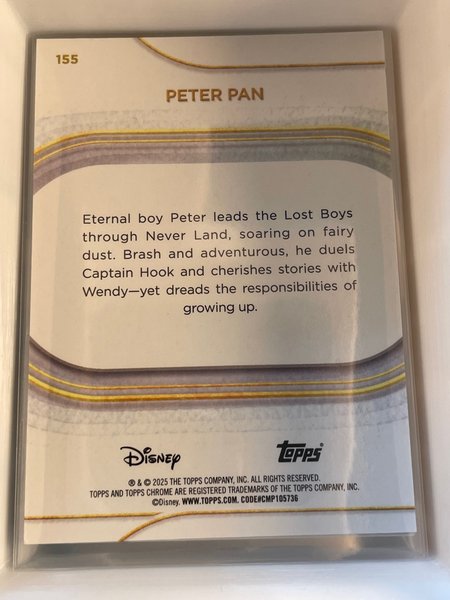 155
PETER PAN
Eternal boy Peter leads the Lost Boys
through Never Land, soaring on fairy
dust. Brash and adventurous, he duels
Captain Hook and cherishes stories with
Wendy—yet dreads the responsibilities of
growing up.
Disney
Topps®
® & © 2025 THE TOPPS COMPANY, INC. ALL RIGHTS RESERVED.
TOPPS AND TOPPS CHROME ARE REGISTERED TRADEMARKS OF THE TOPPS COMPANY, INC.
©Disney. WWW.TOPPS.COM. CODE#CMP105736